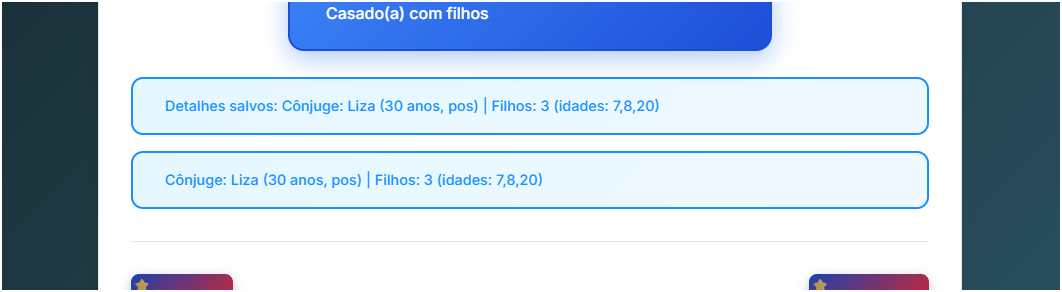 Casado(a) com filhos
Detalhes salvos: Cônjuge: Liza (30 anos, pos) | Filhos: 3 (idades: 7,8,20)
Cônjuge: Liza (30 anos, pos) | Filhos: 3 (idades: 7,8,20)